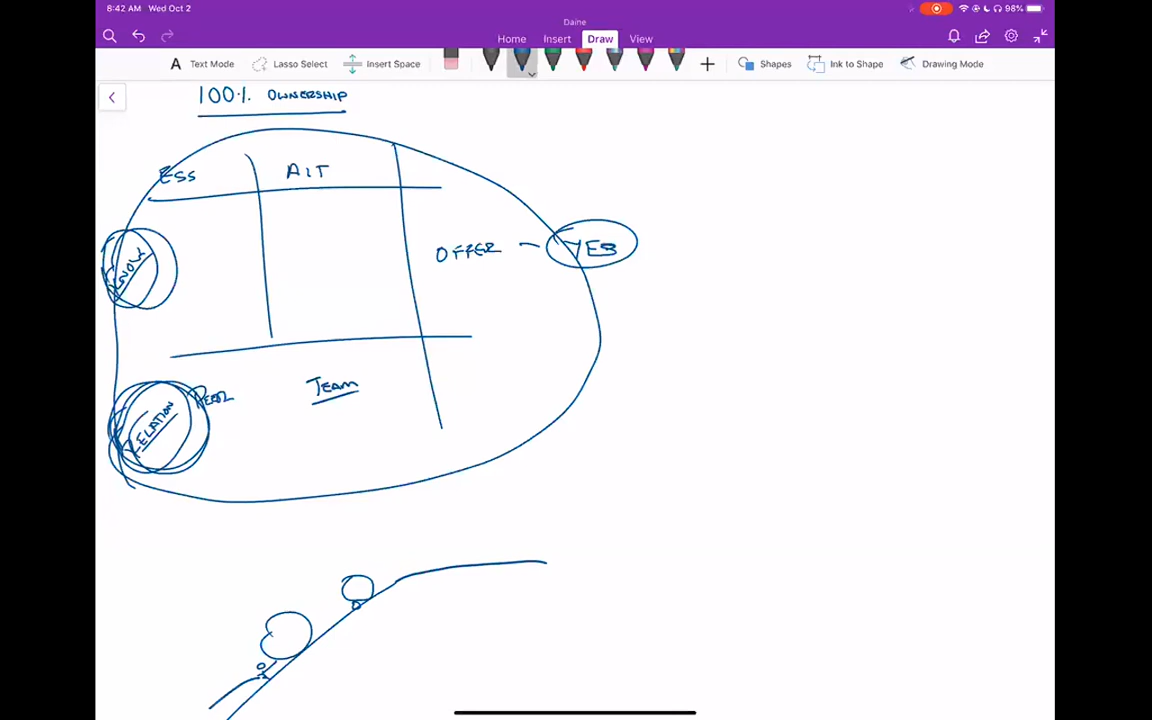 8:42 AM Wed Oct 2
98%
Daine
Home Insert Draw View
Text Mode Lasso Select Insert Space Shapes Ink to Shape Drawing Mode
100% OWNERSHIP
ESS AIT
OFFER - YES
TEAM
RELATION